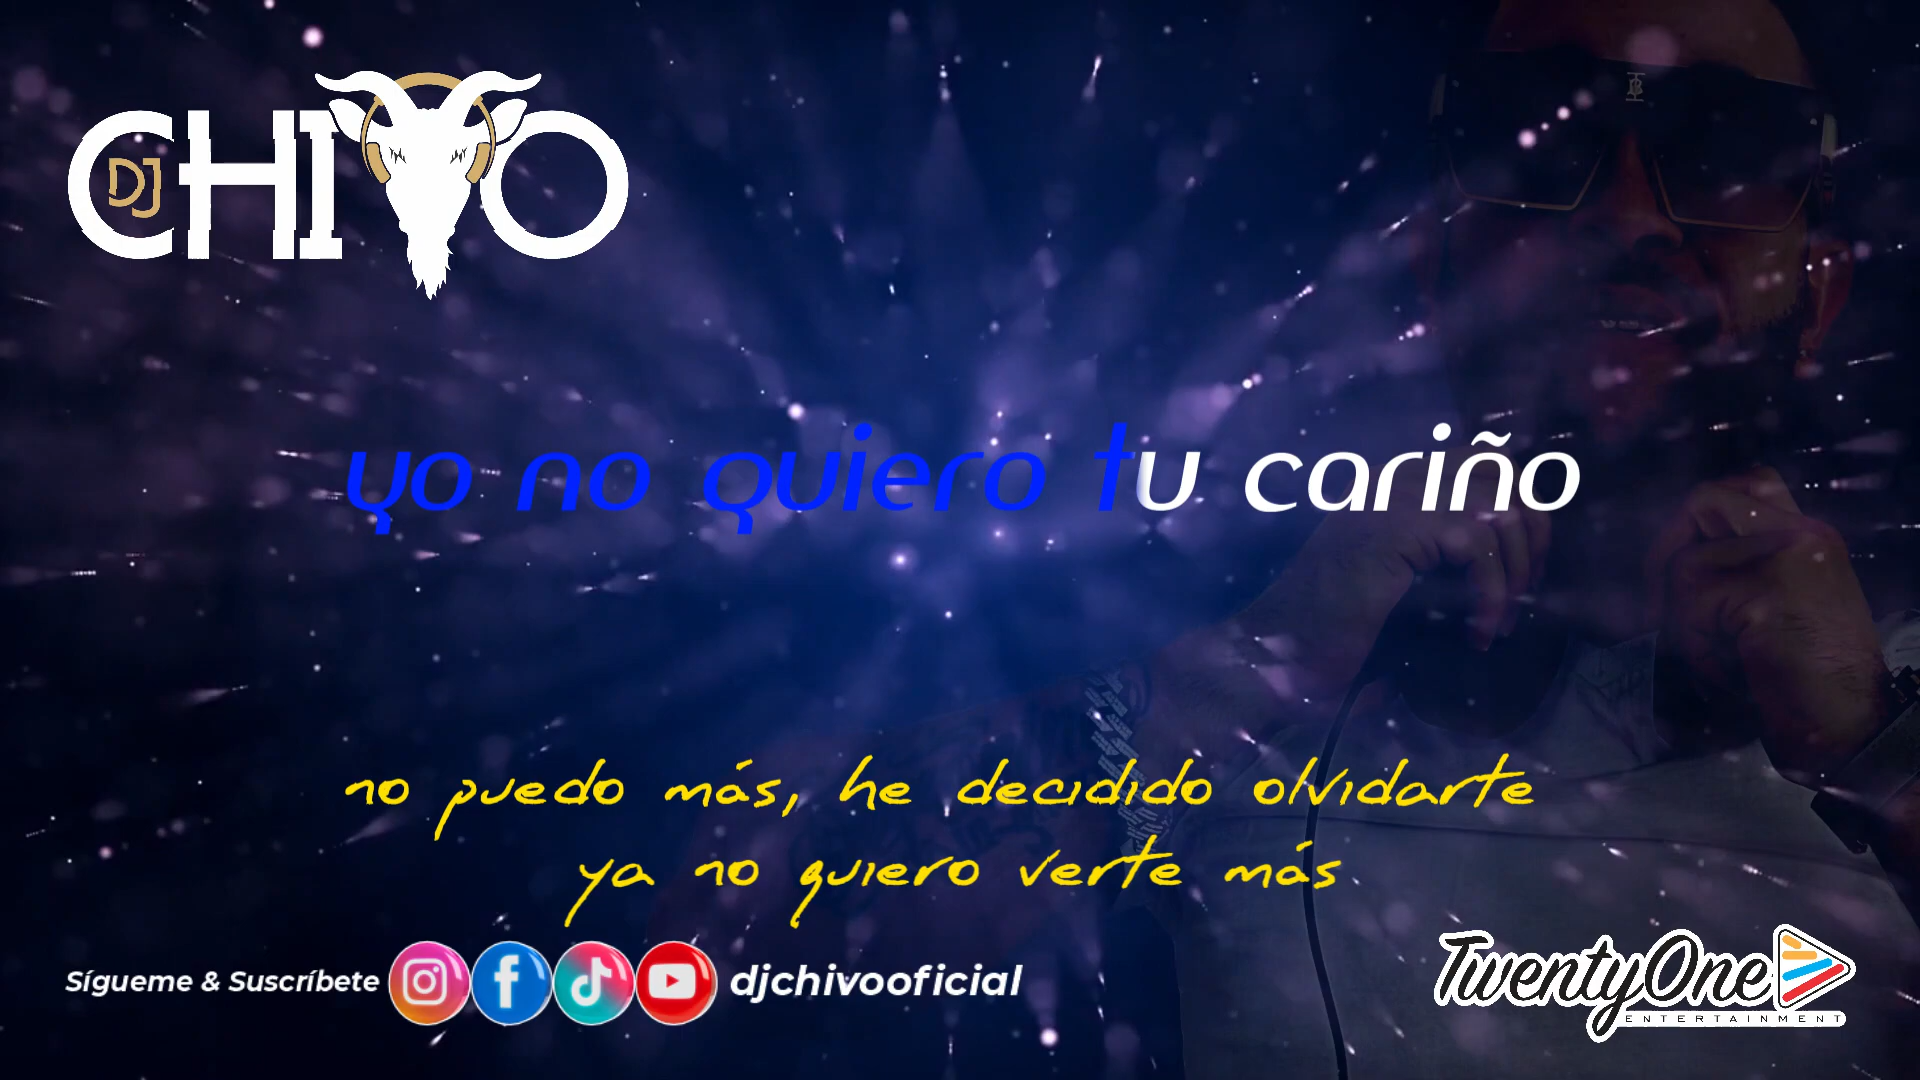 DJ CHIVO
yo no quiero tu cariño
no puedo más, he decidido olvidarte
ya no quiero verte más
Sígueme & Suscríbete djchivooficial
TwentyOne
ENTERTAINMENT